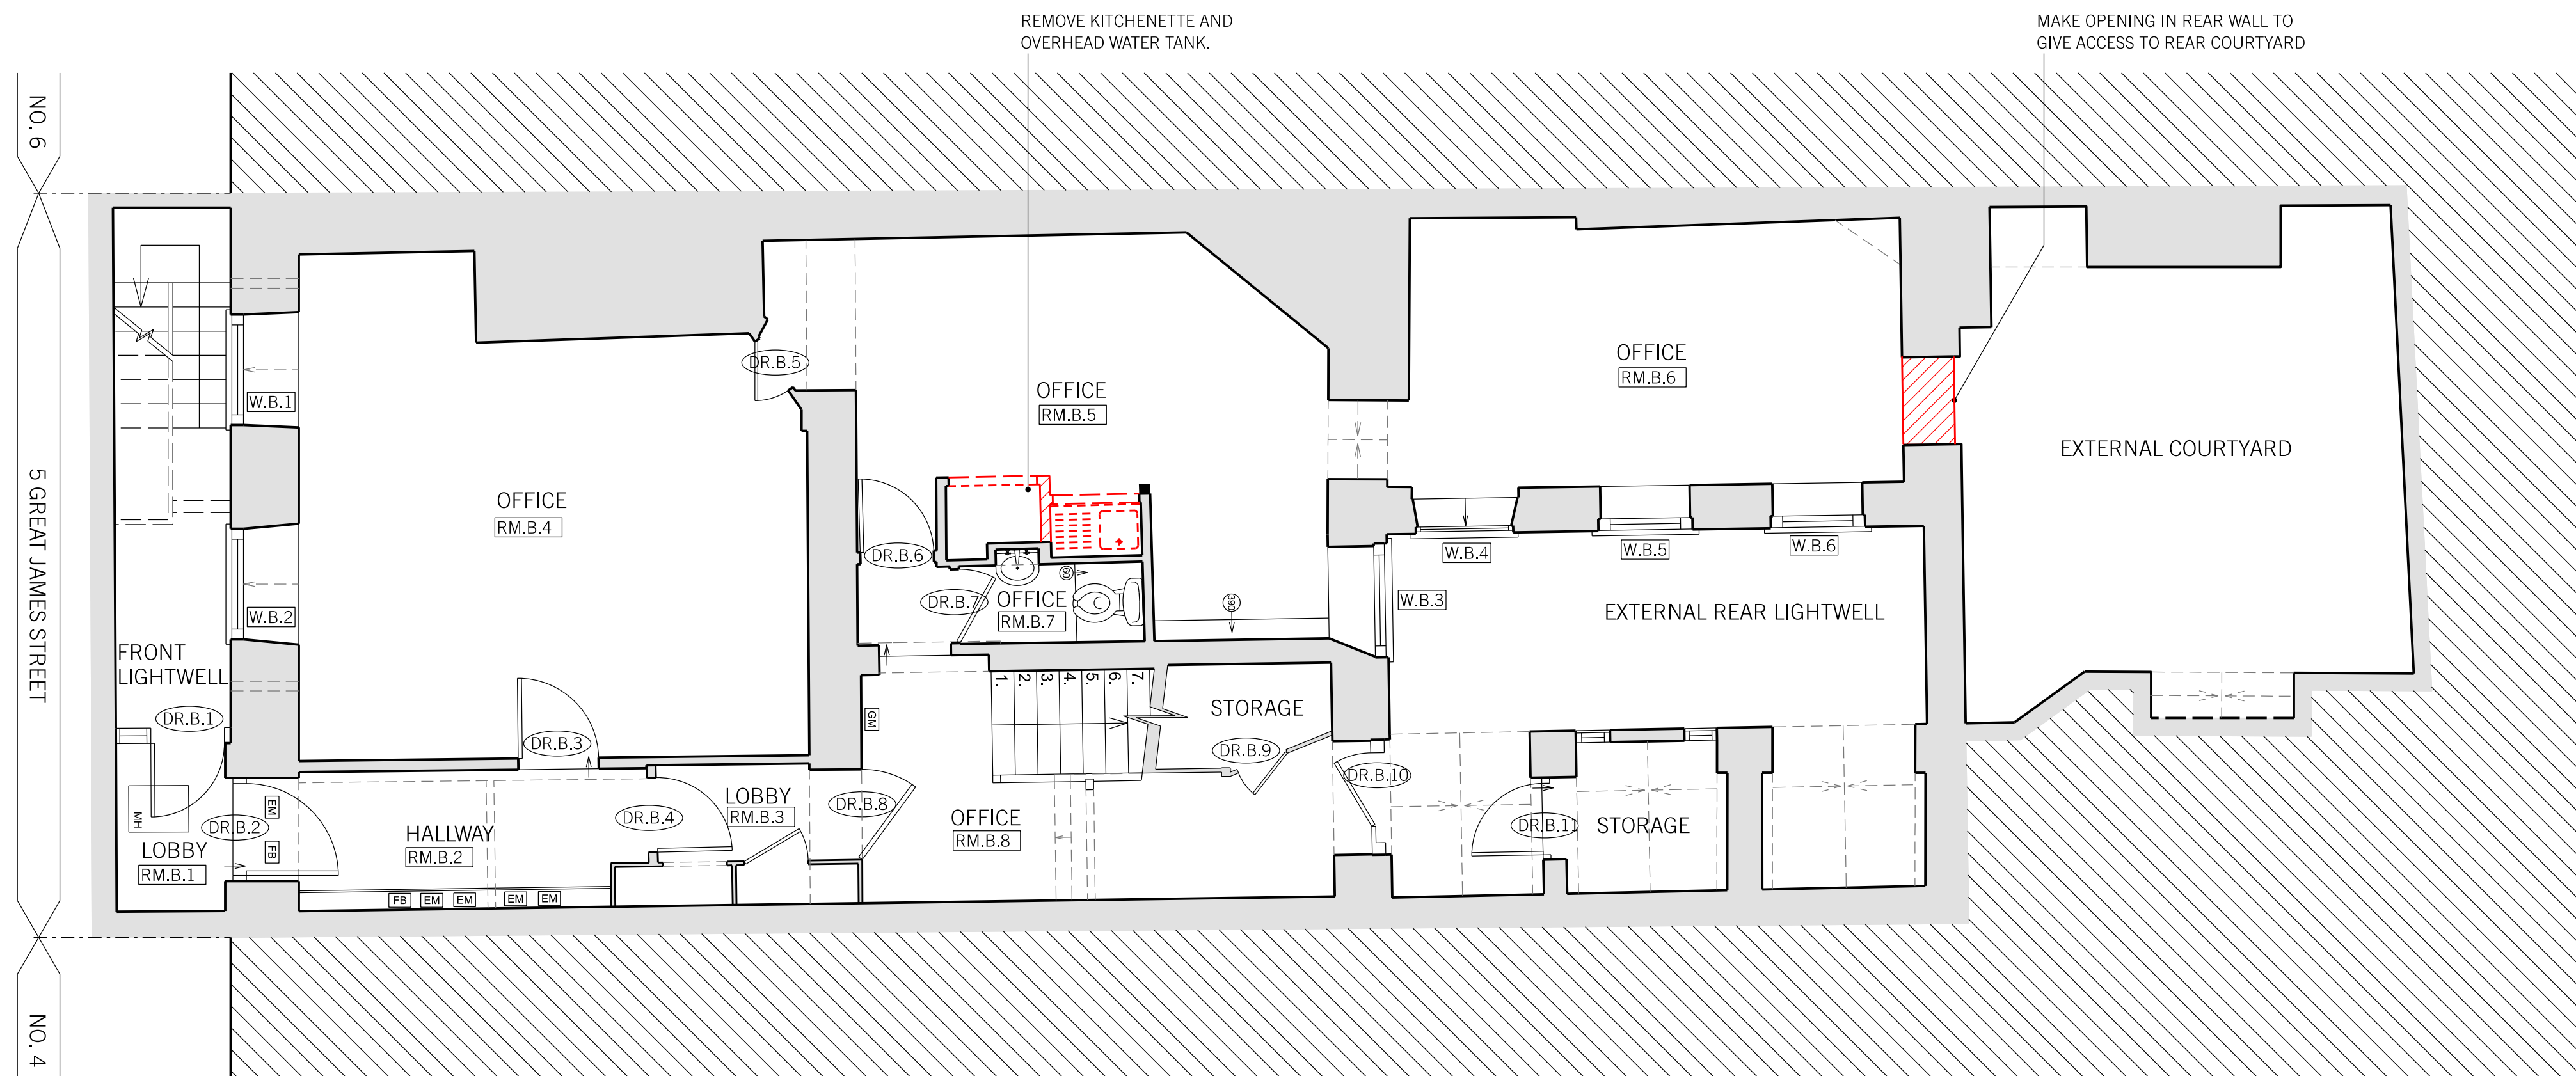 REMOVE KITCHENETTE AND
OVERHEAD WATER TANK.
MAKE OPENING IN REAR WALL TO
GIVE ACCESS TO REAR COURTYARD
NO. 6
5 GREAT JAMES STREET
NO. 4
W.B.1
W.B.2
FRONT
LIGHTWELL
DR.B.1
MH
LOBBY
RM.B.1
DR.B.2
EM
FB
OFFICE
RM.B.4
DR.B.3
HALLWAY
RM.B.2
FB
EM
EM
EM
EM
DR.B.4
LOBBY
RM.B.3
DR.B.5
OFFICE
RM.B.5
DR.B.6
DR.B.7
OFFICE
RM.B.7
60
390
GM
1.
2.
3.
4.
5.
6.
7.
STORAGE
DR.B.9
DR.B.8
OFFICE
RM.B.8
DR.B.10
OFFICE
RM.B.6
W.B.3
W.B.4
W.B.5
W.B.6
EXTERNAL REAR LIGHTWELL
DR.B.11
STORAGE
EXTERNAL COURTYARD